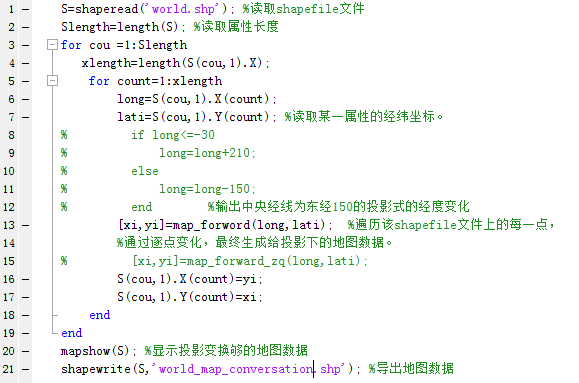 1 S=shaperead('world.shp'); %读取shapefile文件
2 Slength=length(S); %读取属性长度
3 for cou =1:Slength
4 xlength=length(S(cou,1).X);
5 for count=1:xlength
6 long=S(cou,1).X(count);
7 lati=S(cou,1).Y(count); %读取某一属性的经纬坐标。
8 % if long<=-30
9 % long=long+210;
10 % else
11 % long=long-150;
12 % end %输出中央经线为东经150的投影式的经度变化
13 [xi,yi]=map_forword(long,lati); %遍历该shapefile文件上的每一点，
14 %通过逐点变化，最终生成给投影下的地图数据。
15 % [xi,yi]=map_forward_zq(long,lati);
16 S(cou,1).X(count)=yi;
17 S(cou,1).Y(count)=xi;
18 end
19 end
20 mapshow(S); %显示投影变换够的地图数据
21 shapewrite(S,'world_map_conversation.shp'); %导出地图数据